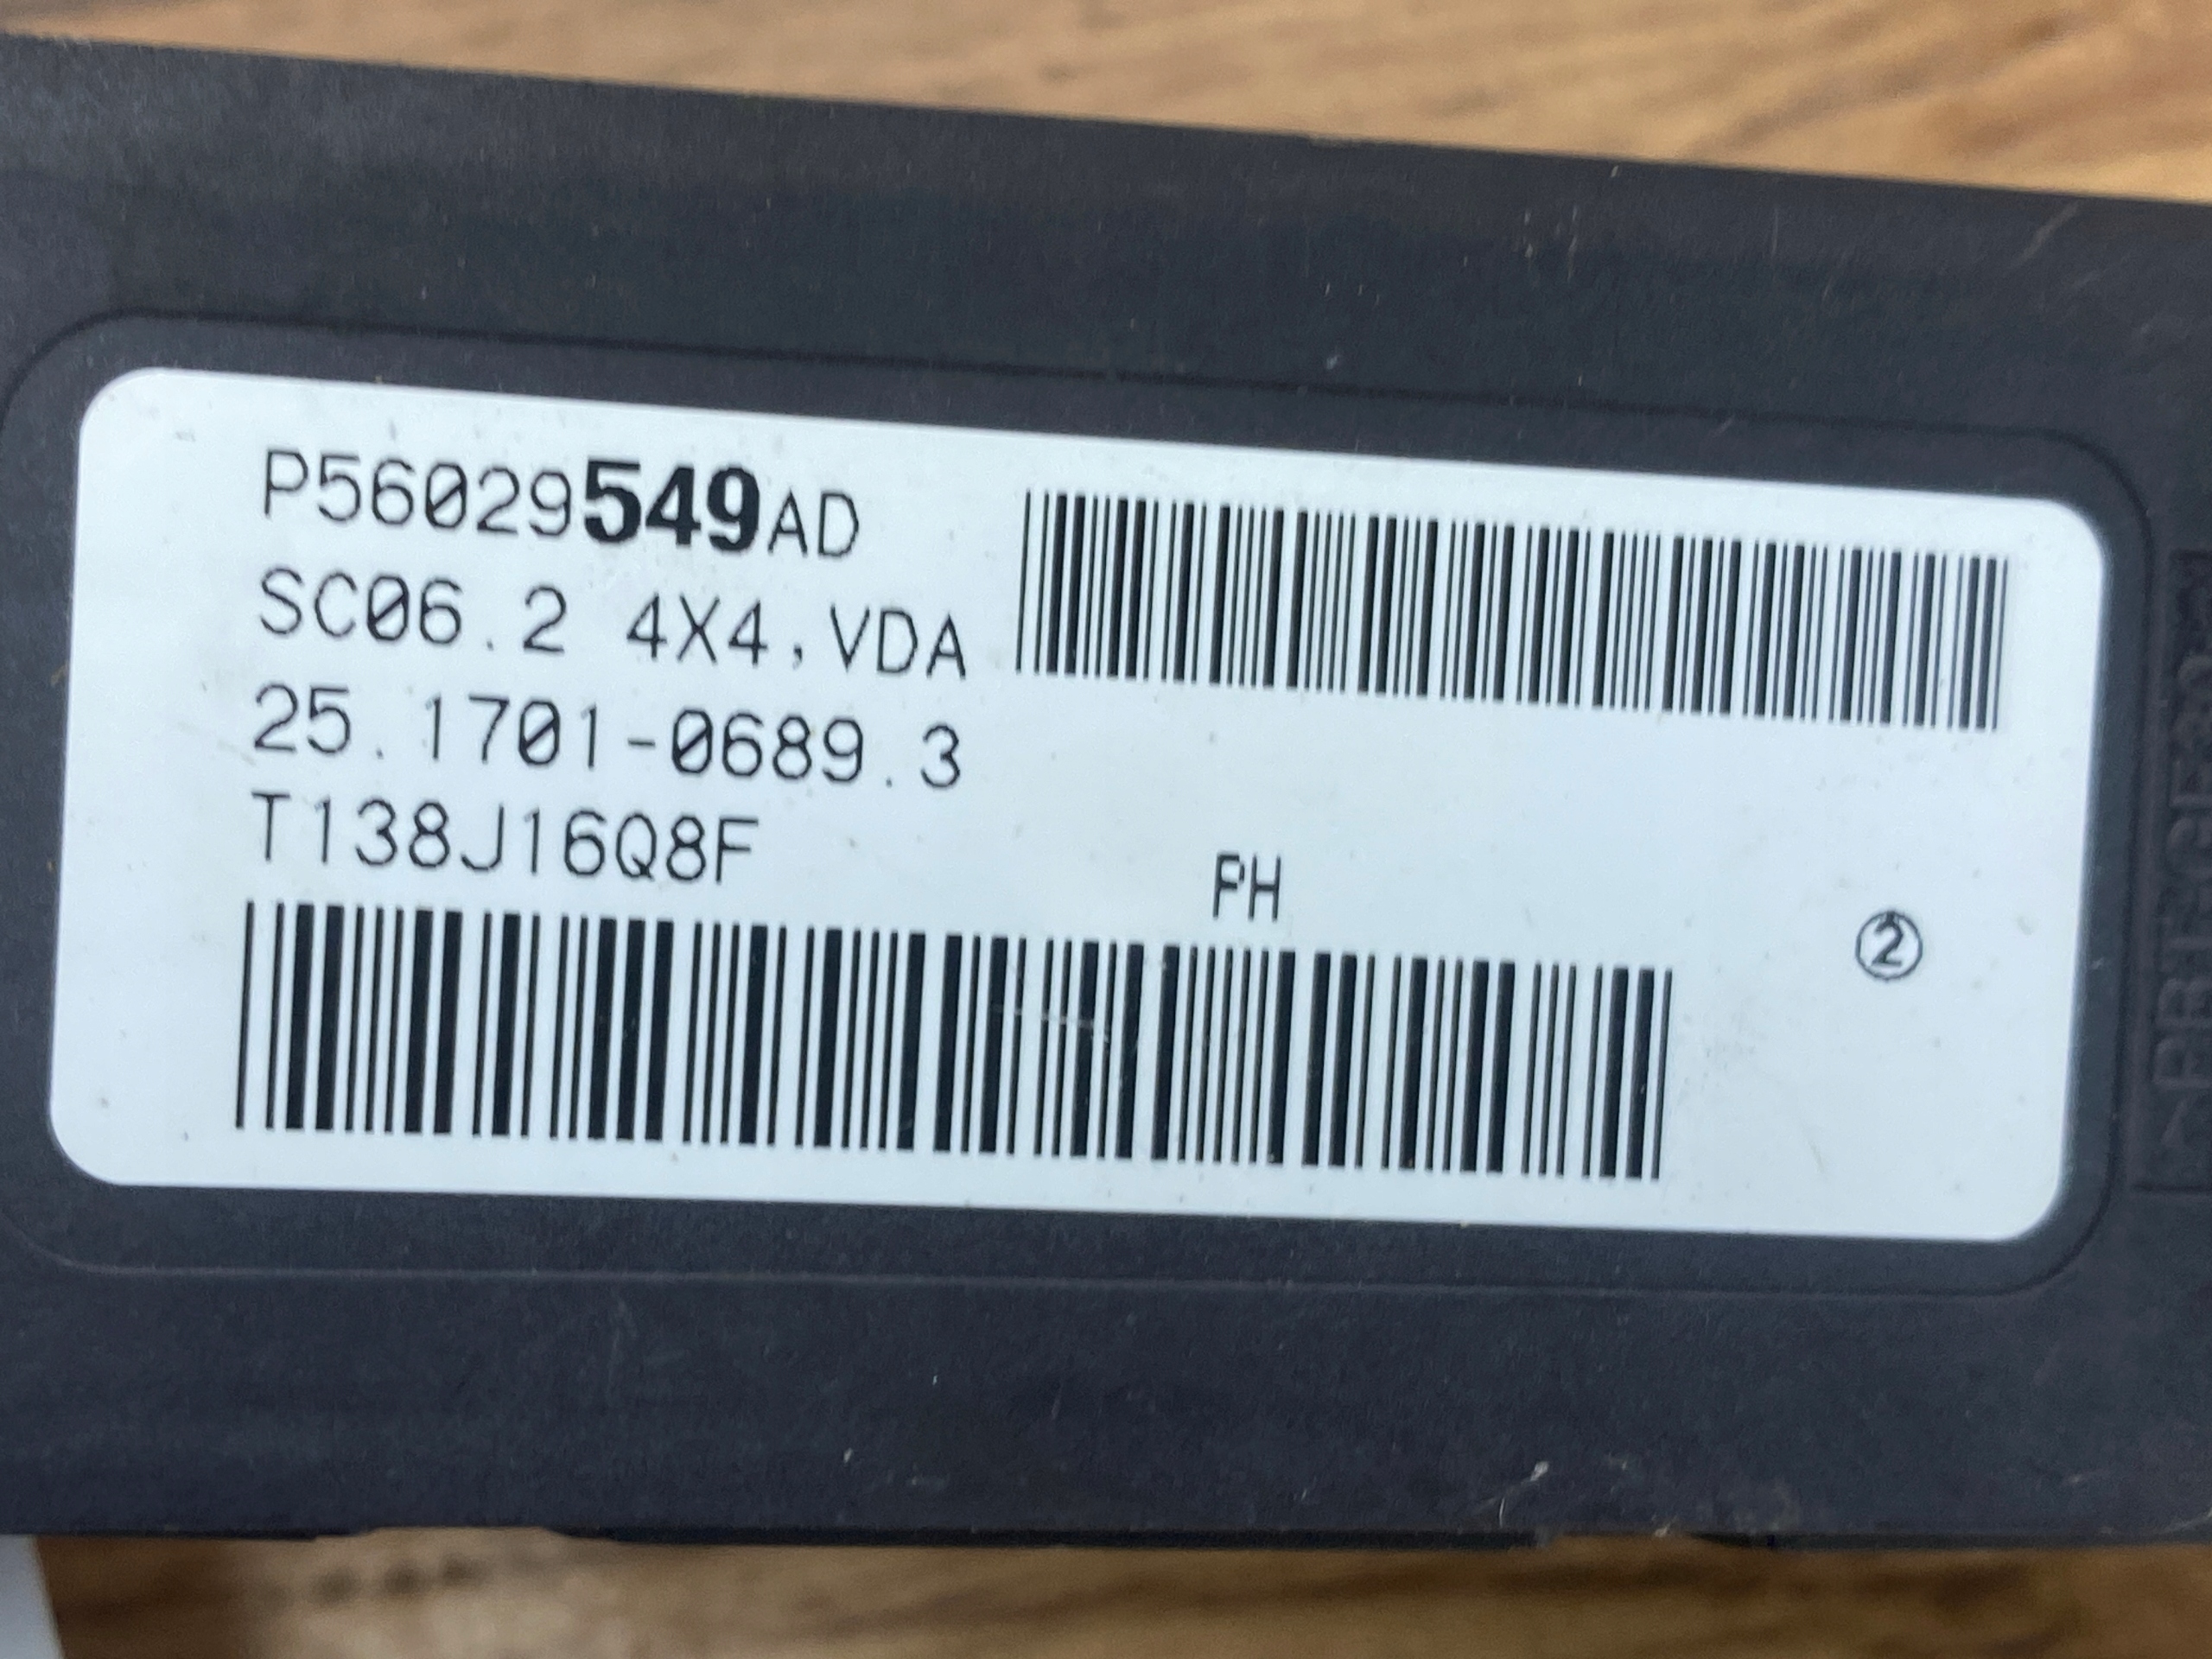 P56029549AD
SC06.2 4X4,VDA
25.1701-0689.3
T138J16Q8F
PH
②